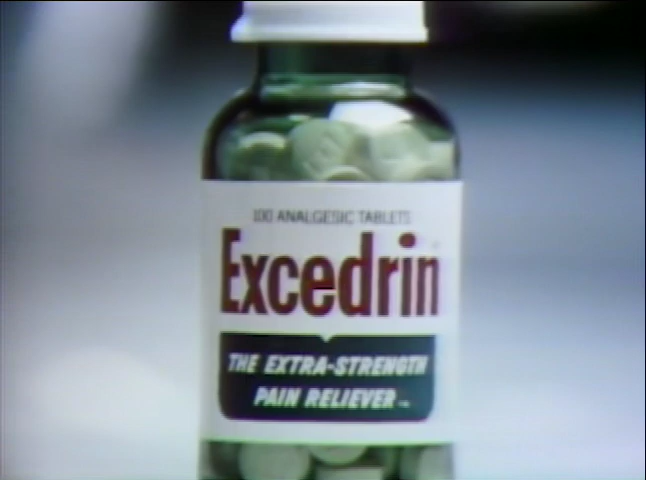 100 ANALGESIC TABLETS
Excedrin
THE EXTRA-STRENGTH
PAIN RELIEVER